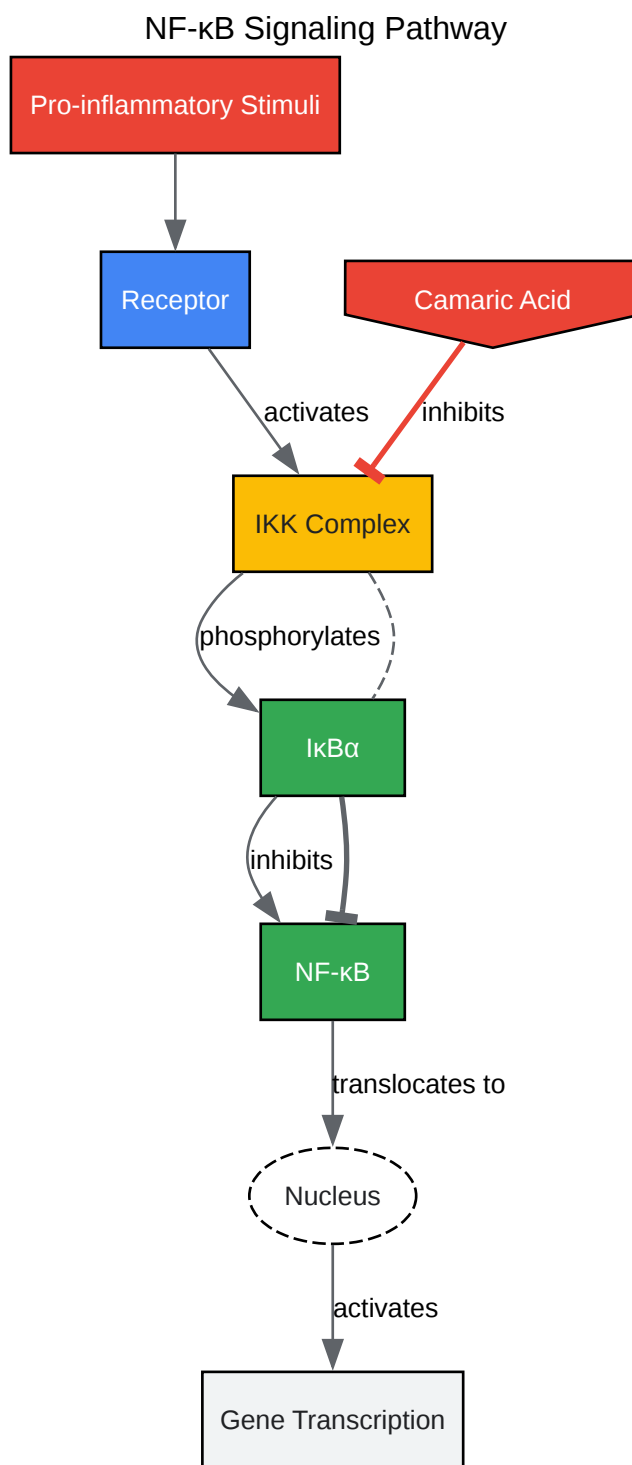 NF-κB Signaling Pathway
Pro-inflammatory Stimuli
Receptor
Camaric Acid
activates
inhibits
IKK Complex
phosphorylates
IκBα
inhibits
NF-κB
translocates to
Nucleus
activates
Gene Transcription